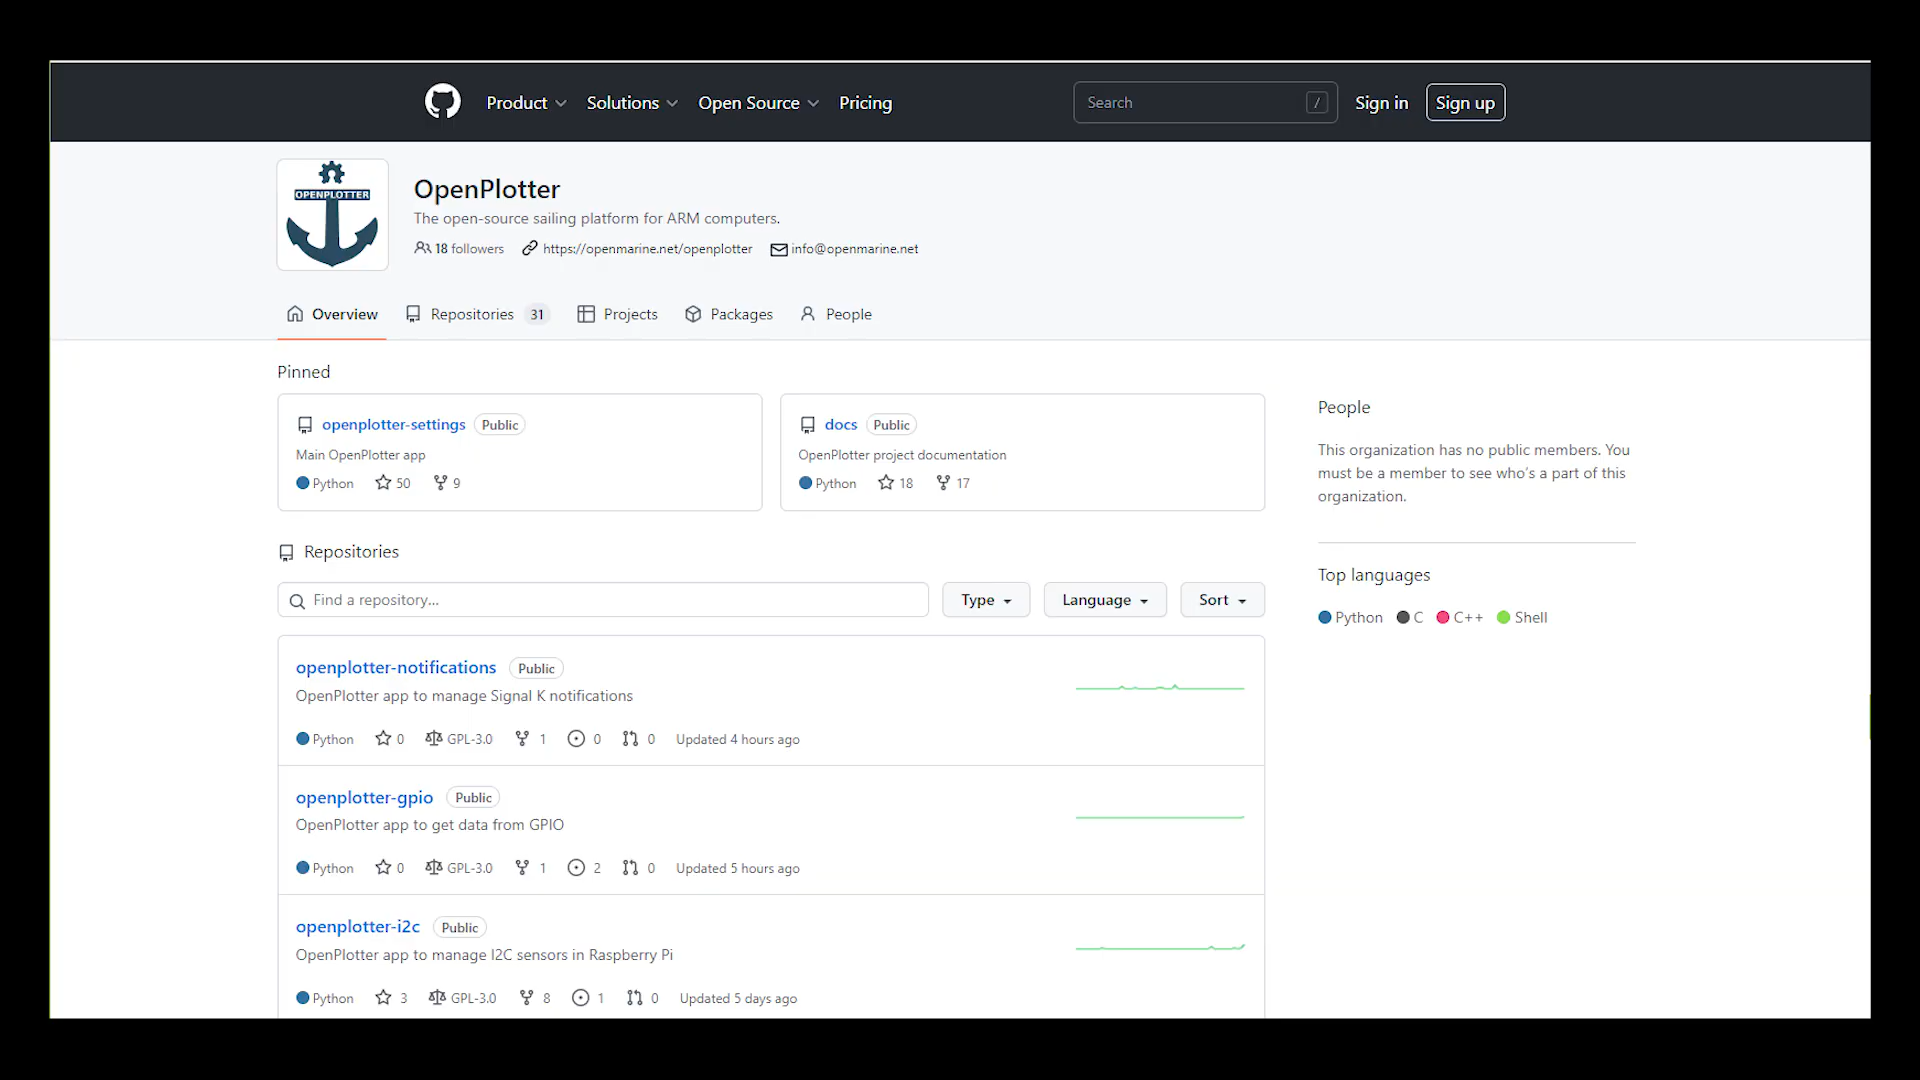 Product Solutions Open Source Pricing Search / Sign in Sign up
OPENPLOTTER
OpenPlotter
The open-source sailing platform for ARM computers.
18 followers https://openmarine.net/openplotter info@openmarine.net
Overview Repositories 31 Projects Packages People
Pinned
openplotter-settings Public
Main OpenPlotter app
Python 50 9
docs Public
OpenPlotter project documentation
Python 18 17
People
This organization has no public members. You
must be a member to see who's a part of this
organization.
Top languages
Python C C++ Shell
Repositories
Find a repository... Type Language Sort
openplotter-notifications Public
OpenPlotter app to manage Signal K notifications
Python 0 GPL-3.0 1 0 0 Updated 4 hours ago
openplotter-gpio Public
OpenPlotter app to get data from GPIO
Python 0 GPL-3.0 1 2 0 Updated 5 hours ago
openplotter-i2c Public
OpenPlotter app to manage I2C sensors in Raspberry Pi
Python 3 GPL-3.0 8 1 0 Updated 5 days ago